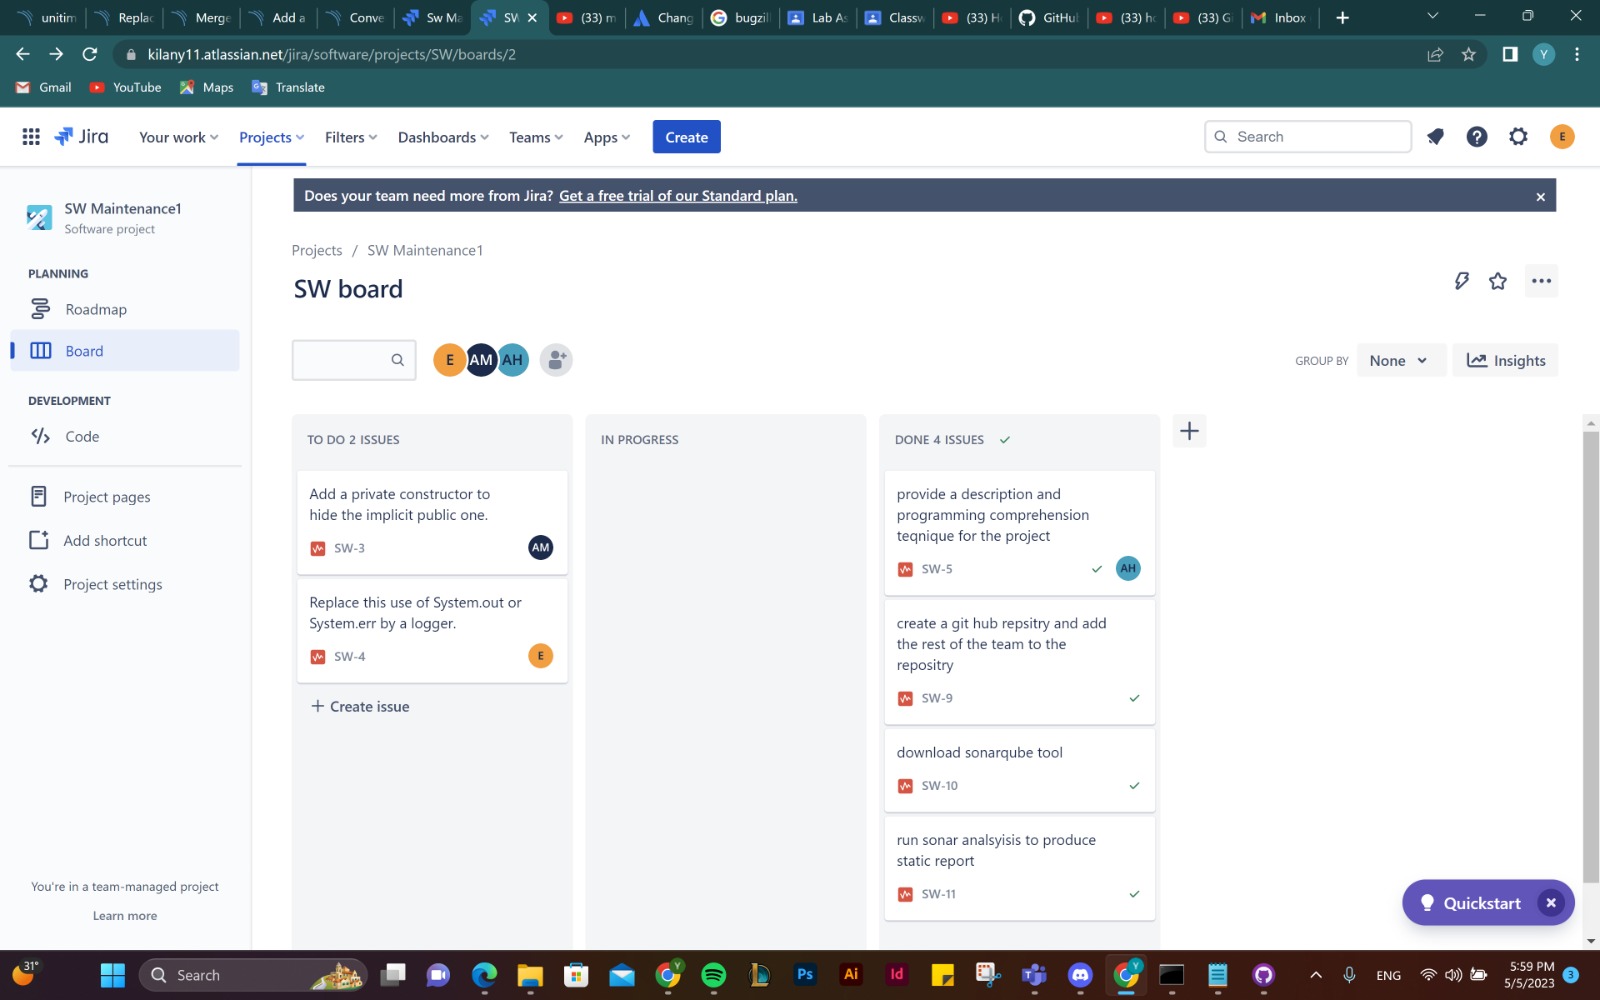 unitim
Replac
Merge
Add a
Conve
Sw Ma
SW
(33) m
Chang
bugzil
Lab As
Classw
GitHu
Inbox
kilany11.atlassian.net/jira/software/projects/SW/boards/2
Y
Gmail
YouTube
Maps
Translate
Jira
Your work
Projects
Filters
Dashboards
Teams
Apps
Create
Search
E
SW Maintenance1
Software project
Does your team need more from Jira? Get a free trial of our Standard plan.
Projects / SW Maintenance1
SW board
PLANNING
Roadmap
Board
DEVELOPMENT
Code
Project pages
Add shortcut
Project settings
You're in a team-managed project
Learn more
E AM AH
GROUP BY
None
Insights
TO DO 2 ISSUES
Add a private constructor to
hide the implicit public one.
SW-3
AM
Replace this use of System.out or
System.err by a logger.
SW-4
E
+ Create issue
IN PROGRESS
DONE 4 ISSUES
provide a description and
programming comprehension
teqnique for the project
SW-5
AH
create a git hub repsitry and add
the rest of the team to the
repositry
SW-9
download sonarqube tool
SW-10
run sonar analsyisis to produce
static report
SW-11
Quickstart
31°
Search
Ps
Ai
Id
ENG
5:59 PM
5/5/2023
3